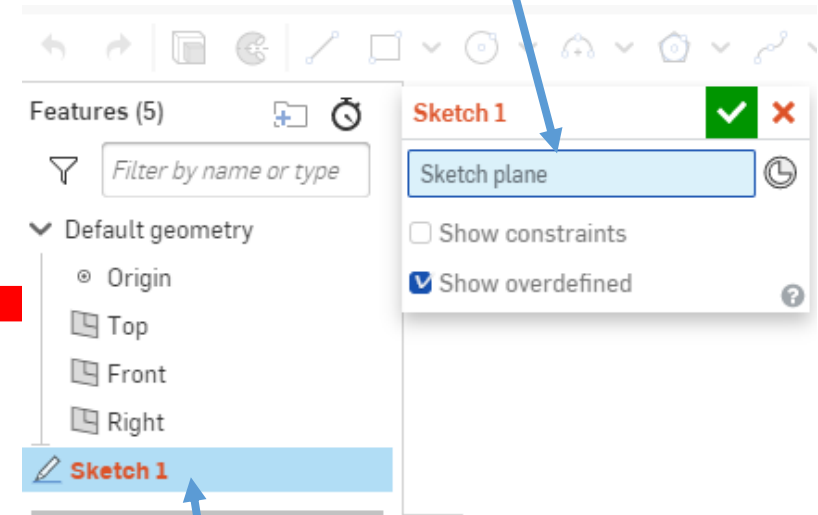 Features (5)
Sketch 1
Filter by name or type
Sketch plane
Default geometry
Show constraints
Origin
Show overdefined
Top
Front
Right
Sketch 1